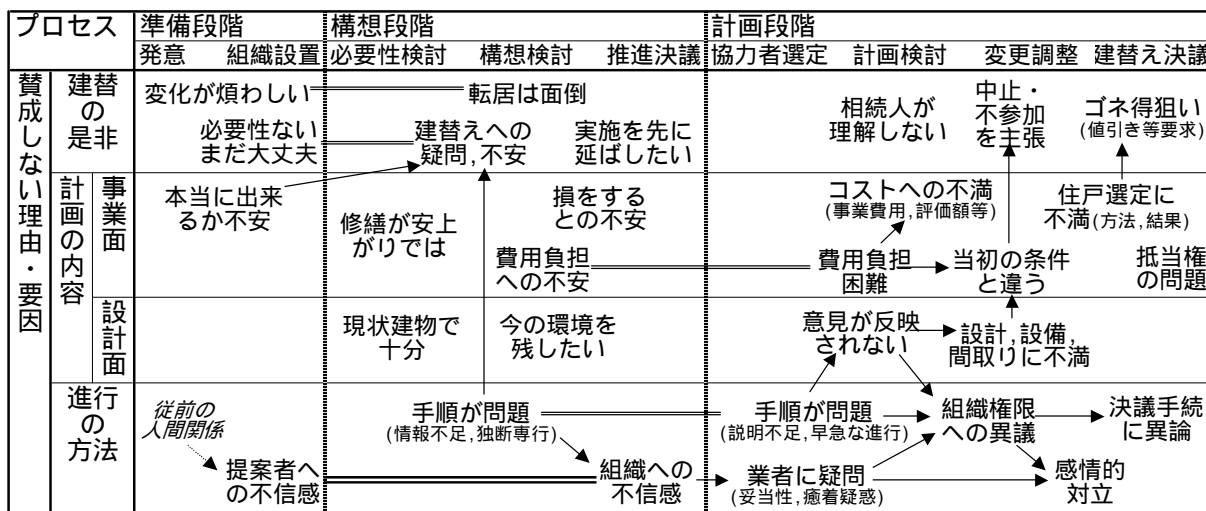 プロセス
準備段階
構想段階
計画段階
発意
組織設置
必要性検討
構想検討
推進決議
協力者選定
計画検討
変更調整
建替え決議
賛成しない理由・要因
建替
の
是非
変化が煩わしい
転居は面倒
必要性ない
まだ大丈夫
建替えへの
疑問,不安
実施を先に
延ばしたい
相続人が
理解しない
中止・
不参加
を主張
ゴネ得狙い
(値引き等要求)
計画の内容
事業面
本当に出来
るか不安
修繕が安上
がりでは
損をする
との不安
費用負担
への不安
コストへの不満
(事業費用,評価額等)
費用負担
困難
当初の条件
と違う
住戸選定に
不満(方法,結果)
抵当権
の問題
設計面
現状建物で
十分
今の環境を
残したい
意見が反映
されない
設計,設備,
間取りに不満
進行
の
方法
従前の
人間関係
提案者へ
の不信感
手順が問題
(情報不足,独断専行)
組織への
不信感
手順が問題
(説明不足,早急な進行)
業者に疑問
(妥当性,癒着疑惑)
組織権限
への異議
決議手続
に異論
感情的
対立